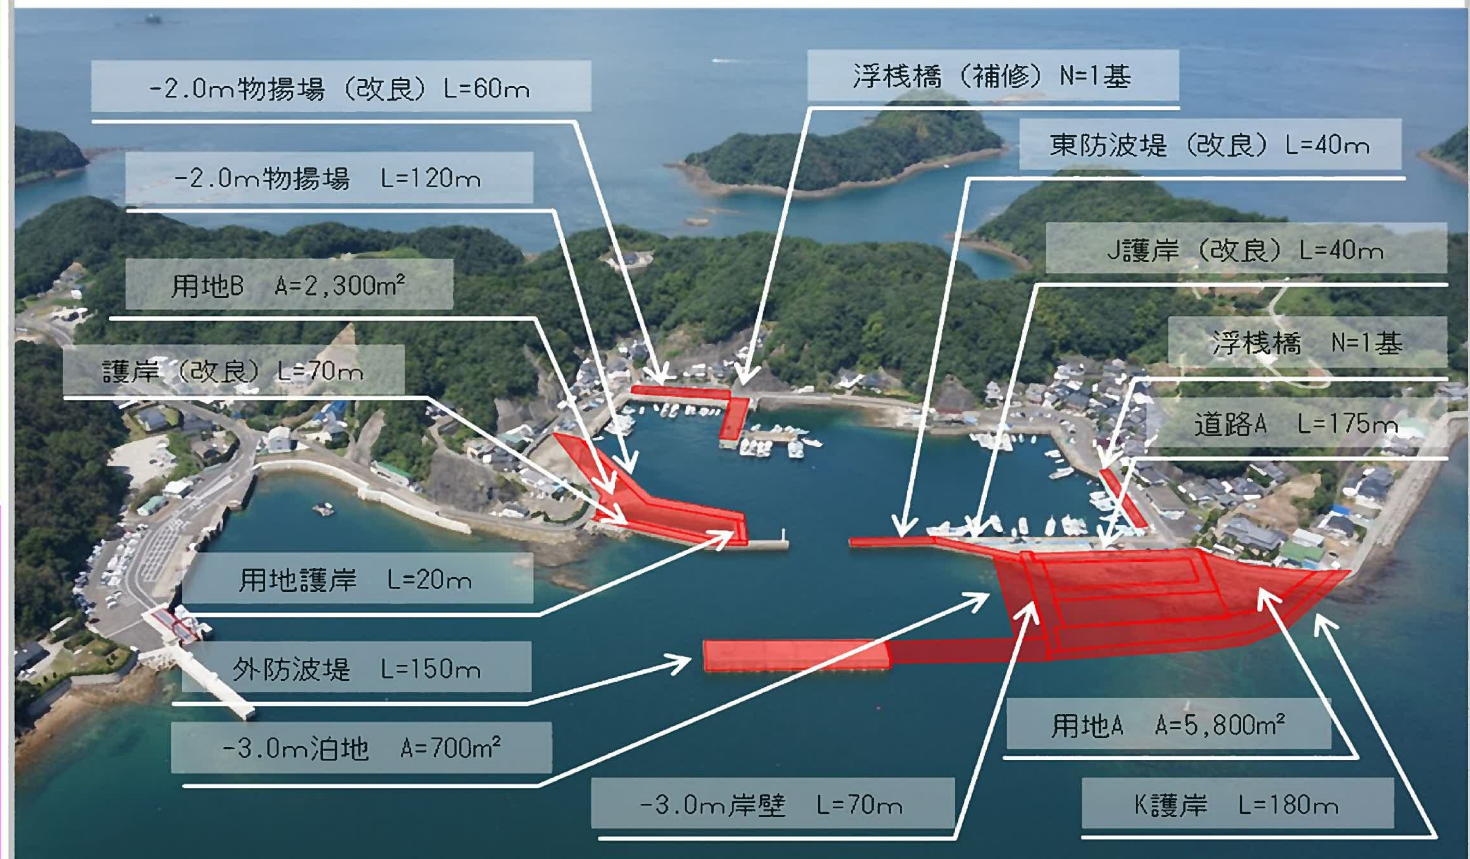 -2.0m物揚場（改良）L=60m
浮桟橋（補修）N=1基
東防波堤（改良）L=40m
-2.0m物揚場　L=120m
J護岸（改良）L=40m
用地B　A=2,300m²
浮桟橋　N=1基
護岸（改良）L=70m
道路A　L=175m
用地護岸　L=20m
外防波堤　L=150m
用地A　A=5,800m²
-3.0m泊地　A=700m²
-3.0m岸壁　L=70m
K護岸　L=180m